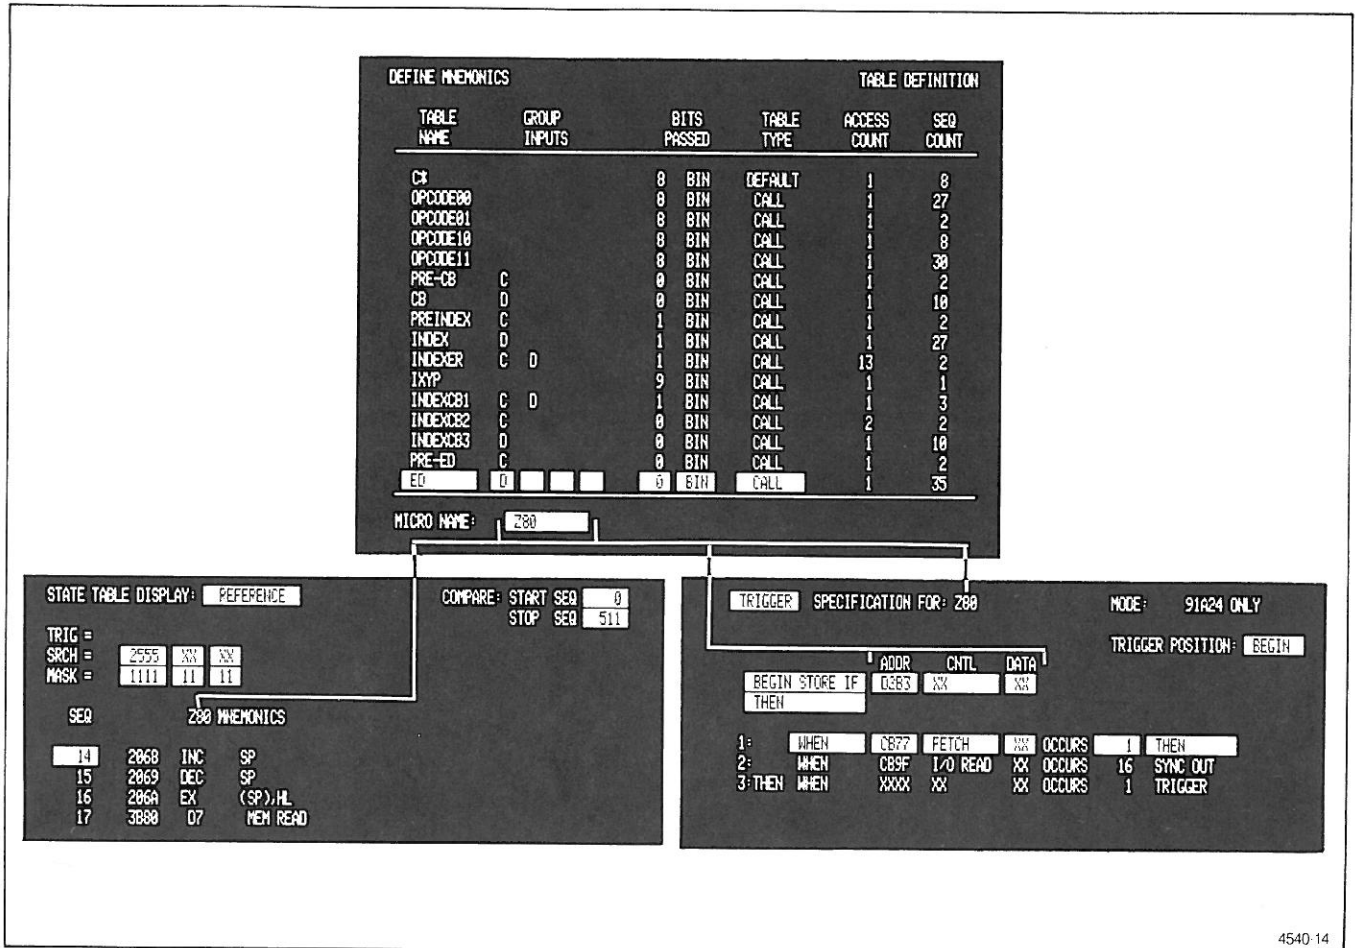 DEFINE MNEMONICS TABLE DEFINITION
TABLE GROUP BITS TABLE ACCESS SEQ
NAME INPUTS PASSED TYPE COUNT COUNT
C# 8 BIN DEFAULT 1 8
OPCODE00 8 BIN CALL 1 27
OPCODE01 8 BIN CALL 1 2
OPCODE10 8 BIN CALL 1 8
OPCODE11 8 BIN CALL 1 30
PRE-CB C 0 BIN CALL 1 2
CB D 0 BIN CALL 1 10
PREINDEX C 1 BIN CALL 1 2
INDEX D 1 BIN CALL 1 27
INDEXER C D 1 BIN CALL 13 2
IXYP 9 BIN CALL 1 1
INDEXCB1 C D 1 BIN CALL 1 3
INDEXCB2 C 0 BIN CALL 2 2
INDEXCB3 D 0 BIN CALL 1 10
PRE-ED C 0 BIN CALL 1 2
ED D 0 BIN CALL 1 35
MICRO NAME: Z80
STATE TABLE DISPLAY: REFERENCE COMPARE: START SEQ 0
STOP SEQ 511
TRIG =
SRCH = 2555 XX XX
MASK = 1111 11 11
SEQ Z80 MNEMONICS
14 2068 INC SP
15 2069 DEC SP
16 206A EX (SP),HL
17 3B80 D7 MEM READ
TRIGGER SPECIFICATION FOR: Z80 MODE: 91A24 ONLY
TRIGGER POSITION: BEGIN
ADDR CNTL DATA
BEGIN STORE IF D3B3 XX XX
THEN
1: WHEN CB77 FETCH XX OCCURS 1 THEN
2: WHEN CB9F I/O READ XX OCCURS 16 SYNC OUT
3:THEN WHEN XXXX XX XX OCCURS 1 TRIGGER
4540-14